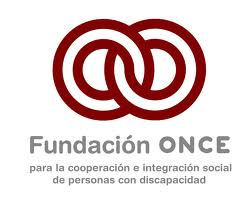 Fundación ONCE
para la cooperación e integración social
de personas con discapacidad